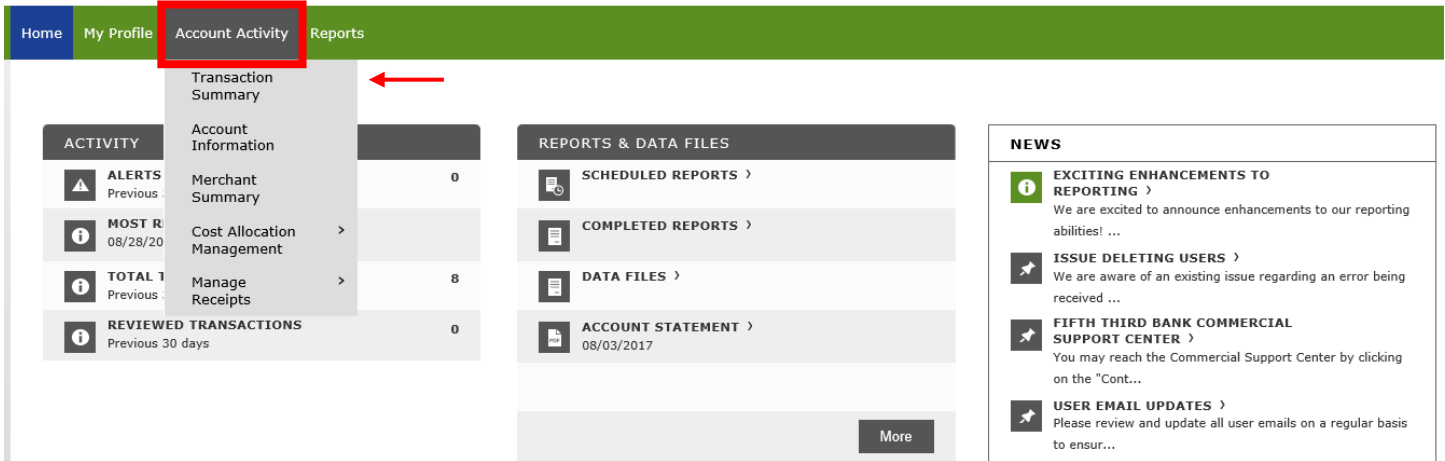 Home My Profile Account Activity Reports
Transaction
Summary
Account
Information
Merchant
Summary
Cost Allocation >
Management
Manage >
Receipts
ACTIVITY
ALERTS 0
Previous
MOST R
08/28/20
TOTAL T 8
Previous
REVIEWED TRANSACTIONS 0
Previous 30 days
REPORTS & DATA FILES
SCHEDULED REPORTS >
COMPLETED REPORTS >
DATA FILES >
PDF
ACCOUNT STATEMENT >
08/03/2017
More
NEWS
EXCITING ENHANCEMENTS TO
REPORTING >
We are excited to announce enhancements to our reporting
abilities! ...
ISSUE DELETING USERS >
We are aware of an existing issue regarding an error being
received ...
FIFTH THIRD BANK COMMERCIAL
SUPPORT CENTER >
You may reach the Commercial Support Center by clicking
on the "Cont...
USER EMAIL UPDATES >
Please review and update all user emails on a regular basis
to ensur...